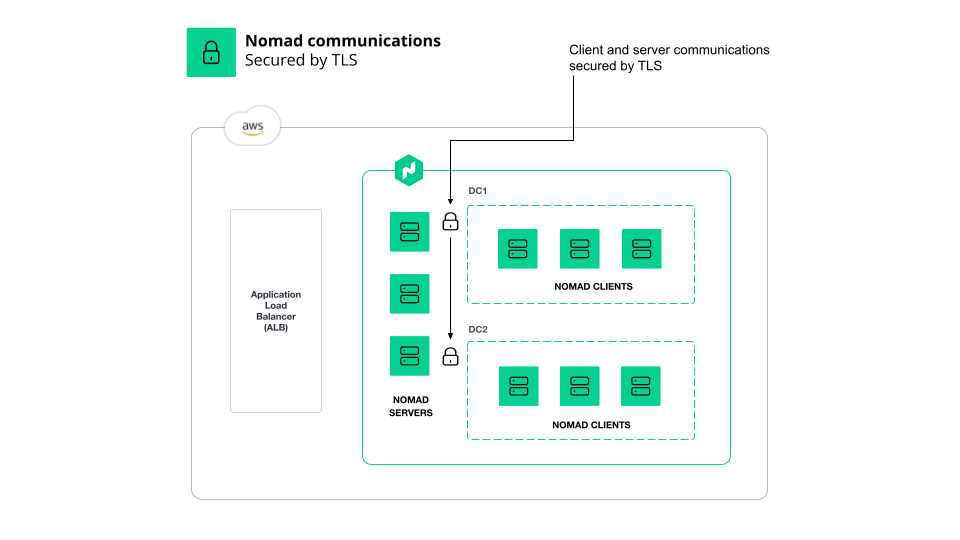 Nomad communications
Secured by TLS
Client and server communications
secured by TLS
aws
DC1
NOMAD CLIENTS
Application
Load
Balancer
(ALB)
DC2
NOMAD
SERVERS
NOMAD CLIENTS